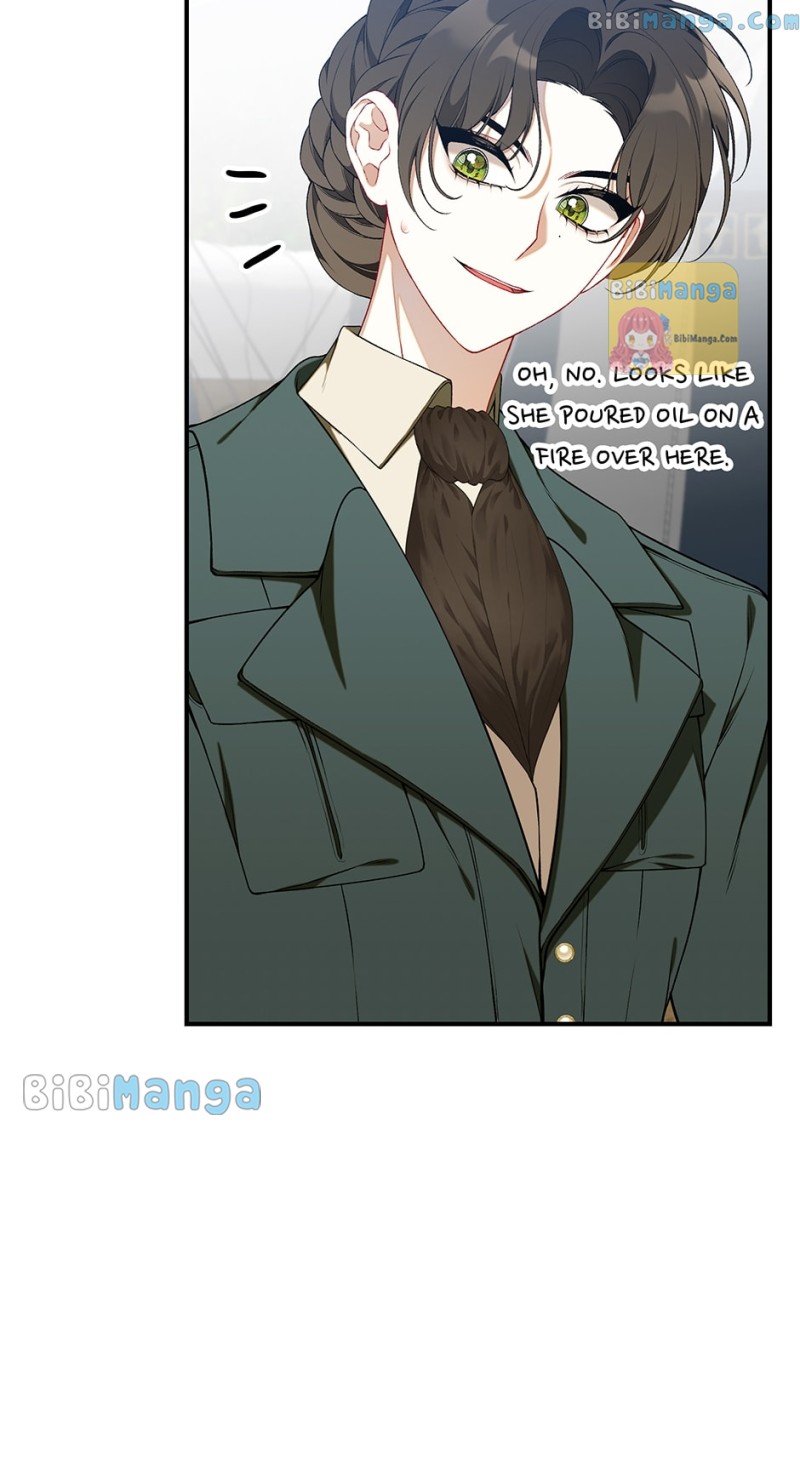 BiBiManga.Com
BiBiManga
BibiManga.Com
OH, NO. LOOKS LIKE
SHE POURED OIL ON A
FIRE OVER HERE.
BiBiManga